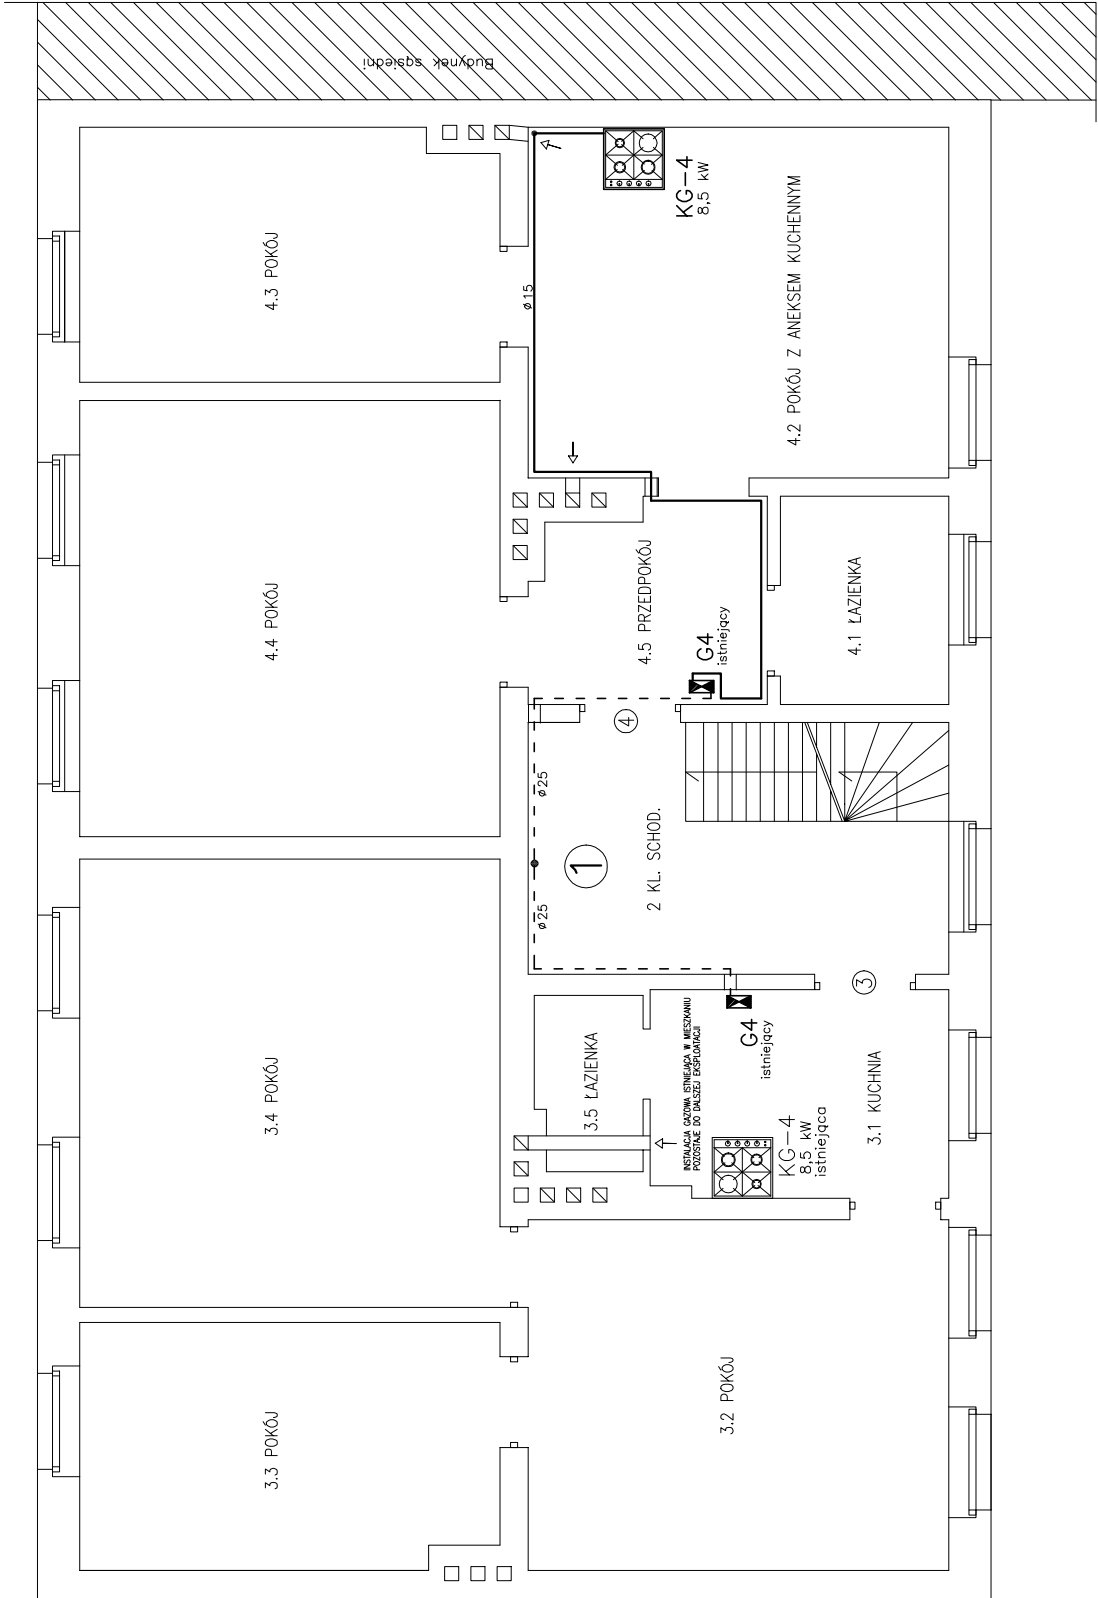 Budynek sąsiedni
4.3 POKÓJ
KG-4
8,5 kW
ø15
4.2 POKÓJ Z ANEKSEM KUCHENNYM
4.4 POKÓJ
4.5 PRZEDPOKÓJ
G4
istniejący
4.1 ŁAZIENKA
4
ø25
1
2 KL. SCHOD.
ø25
3
3.4 POKÓJ
3.5 ŁAZIENKA
INSTALACJA GAZOWA ISTNIEJĄCA W MIESZKANIU
POZOSTAJE DO DALSZEJ EKSPLOATACJI
G4
istniejący
KG-4
8,5 kW
istniejąca
3.1 KUCHNIA
3.3 POKÓJ
3.2 POKÓJ